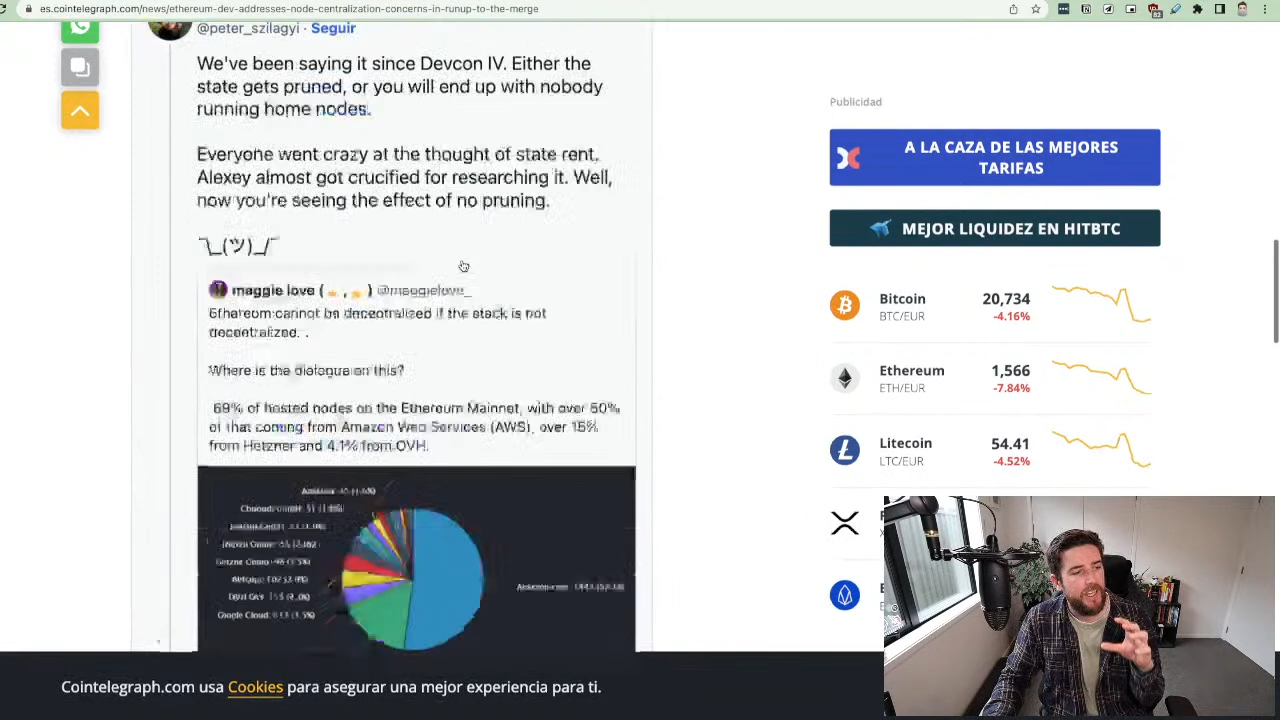 es.cointelegraph.com/news/ethereum-dev-addresses-node-centralization-concerns-in-runup-to-the-merge
82
@peter_szilagyi · Seguir
We've been saying it since Devcon IV. Either the
state gets pruned, or you will end up with nobody
running home nodes.
Everyone went crazy at the thought of state rent.
Alexey almost got crucified for researching it. Well,
now you're seeing the effect of no pruning.
¯\_(ツ)_/¯
maggie love ( @maggielove_
Ethereum cannot be decentralized if the stack is not
decentralized. .
Where is the dialogue on this?
69% of hosted nodes on the Ethereum Mainnet, with over 50%
of that coming from Amazon Web Services (AWS), over 15%
from Hetzner and 4.1% from OVH.
Google Cloud:
Publicidad
A LA CAZA DE LAS MEJORES
TARIFAS
MEJOR LIQUIDEZ EN HITBTC
Bitcoin 20,734
BTC/EUR -4.16%
Ethereum 1,566
ETH/EUR -7.84%
Litecoin 54.41
LTC/EUR -4.52%
Cointelegraph.com usa Cookies para asegurar una mejor experiencia para ti.